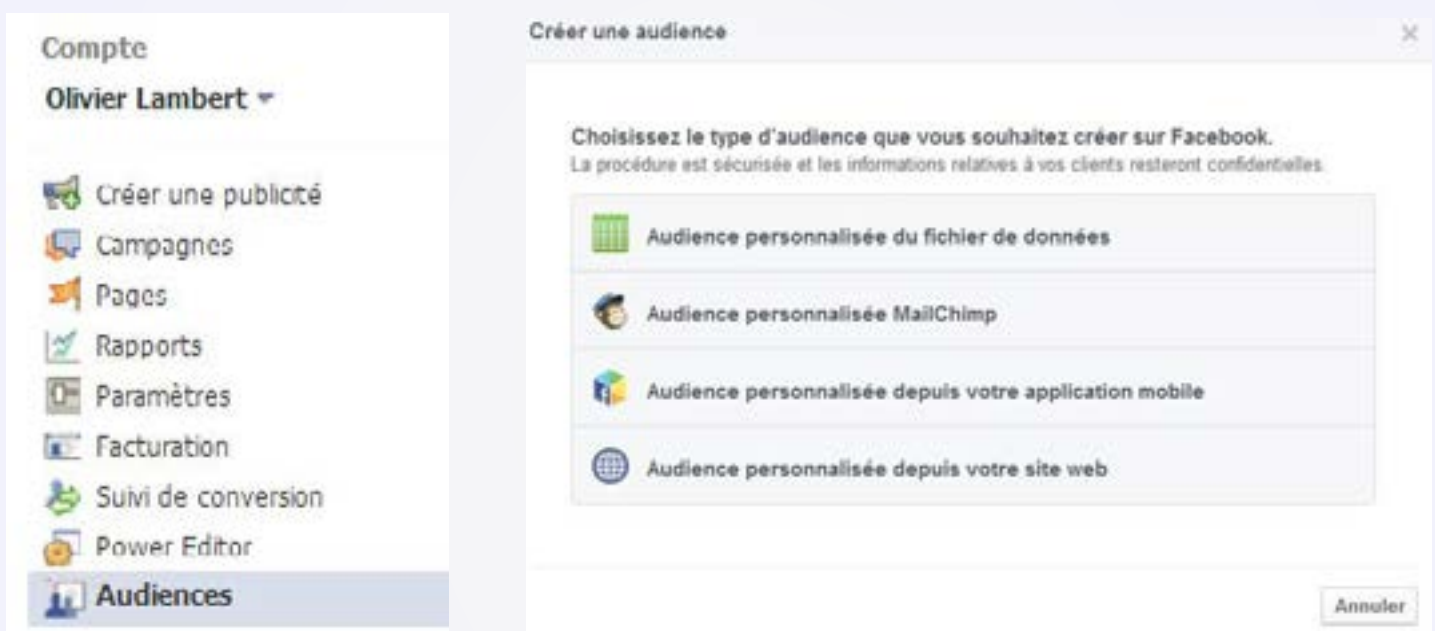 Compte
Olivier Lambert
Créer une publicité
Campagnes
Pages
Rapports
Paramètres
Facturation
Suivi de conversion
Power Editor
Audiences
Créer une audience
Choisissez le type d'audience que vous souhaitez créer sur Facebook.
La procédure est sécurisée et les informations relatives à vos clients resteront confidentielles.
Audience personnalisée du fichier de données
Audience personnalisée MailChimp
Audience personnalisée depuis votre application mobile
Audience personnalisée depuis votre site web
Annuler